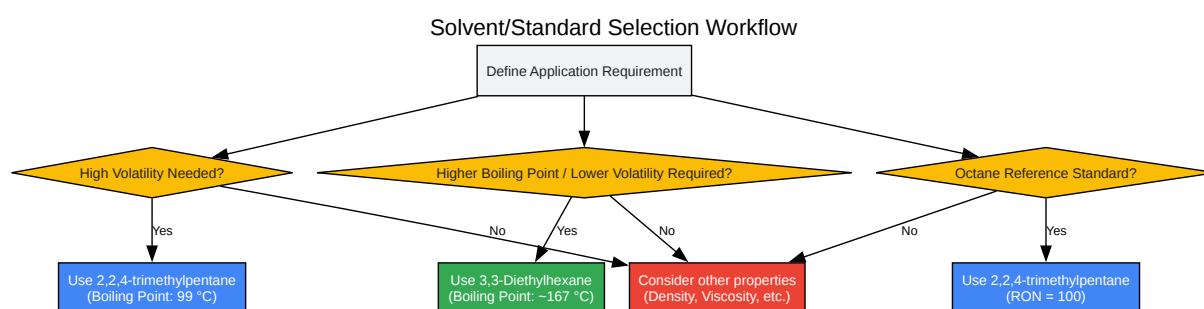 Solvent/Standard Selection Workflow
Define Application Requirement
High Volatility Needed?
Higher Boiling Point / Lower Volatility Required?
Octane Reference Standard?
Yes
No
Yes
No
No
Yes
Use 2,2,4-trimethylpentane
(Boiling Point: 99 °C)
Use 3,3-Diethylhexane
(Boiling Point: ~167 °C)
Consider other properties
(Density, Viscosity, etc.)
Use 2,2,4-trimethylpentane
(RON = 100)